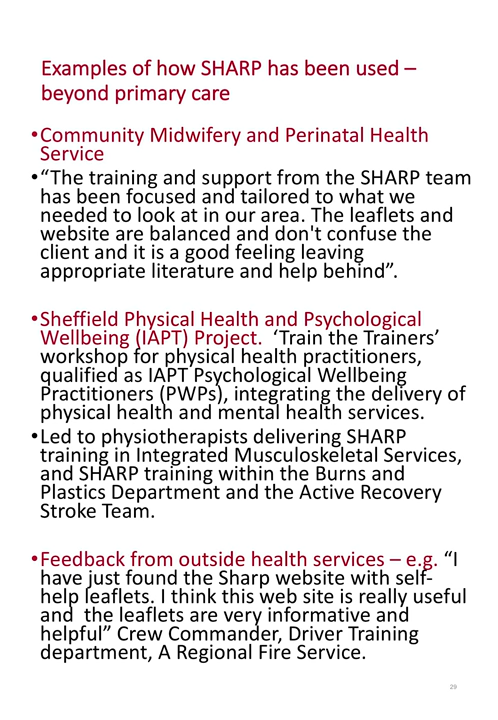 Examples of how SHARP has been used –
beyond primary care
•Community Midwifery and Perinatal Health
Service
•“The training and support from the SHARP team
has been focused and tailored to what we
needed to look at in our area. The leaflets and
website are balanced and don't confuse the
client and it is a good feeling leaving
appropriate literature and help behind”.
•Sheffield Physical Health and Psychological
Wellbeing (IAPT) Project.  ‘Train the Trainers’
workshop for physical health practitioners,
qualified as IAPT Psychological Wellbeing
Practitioners (PWPs), integrating the delivery of
physical health and mental health services.
•Led to physiotherapists delivering SHARP
training in Integrated Musculoskeletal Services,
and SHARP training within the Burns and
Plastics Department and the Active Recovery
Stroke Team.
•Feedback from outside health services – e.g. “I
have just found the Sharp website with self-
help leaflets. I think this web site is really useful
and  the leaflets are very informative and
helpful” Crew Commander, Driver Training
department, A Regional Fire Service.
29